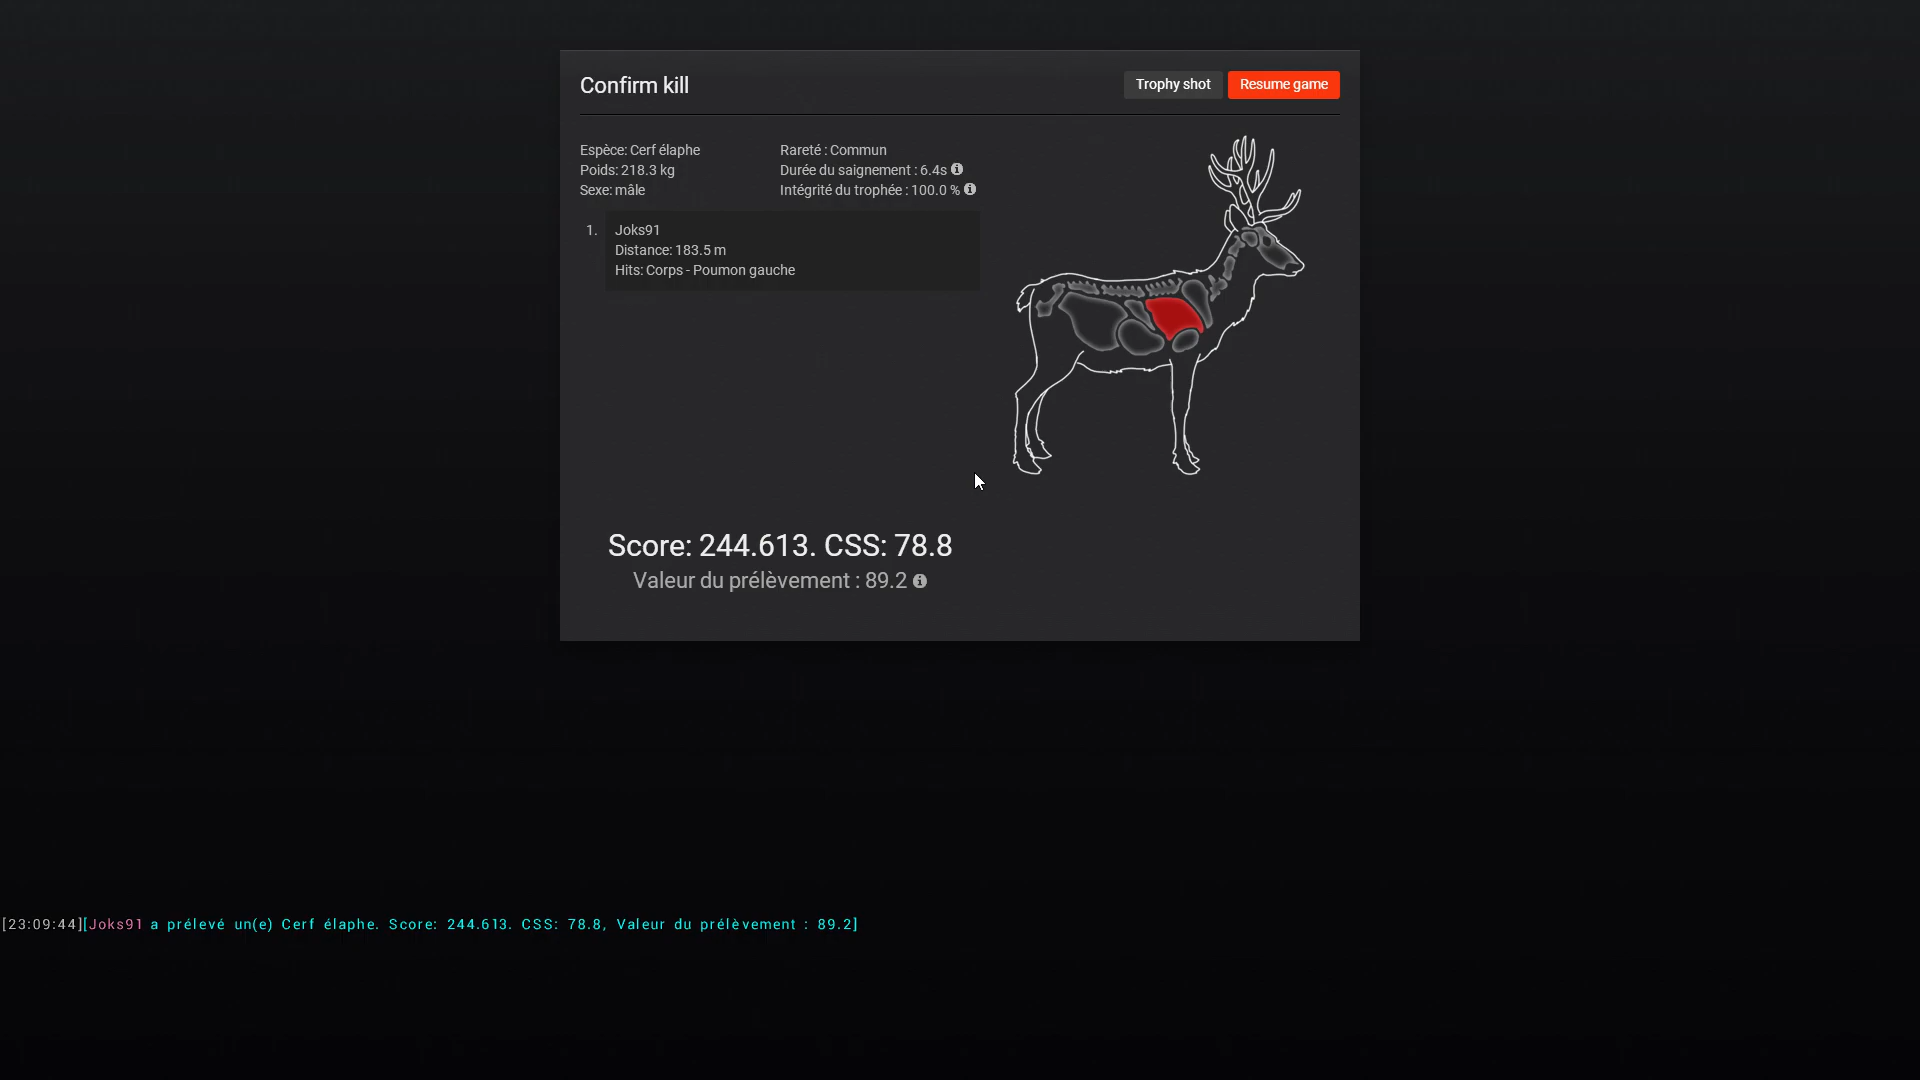 Confirm kill
Trophy shot
Resume game
Espèce: Cerf élaphe
Poids: 218.3 kg
Sexe: mâle
Rareté : Commun
Durée du saignement : 6.4s
Intégrité du trophée : 100.0 %
1.
Joks91
Distance: 183.5 m
Hits: Corps - Poumon gauche
Score: 244.613. CSS: 78.8
Valeur du prélèvement : 89.2
[23:09:44][Joks91 a prélevé un(e) Cerf élaphe. Score: 244.613. CSS: 78.8, Valeur du prélèvement : 89.2]